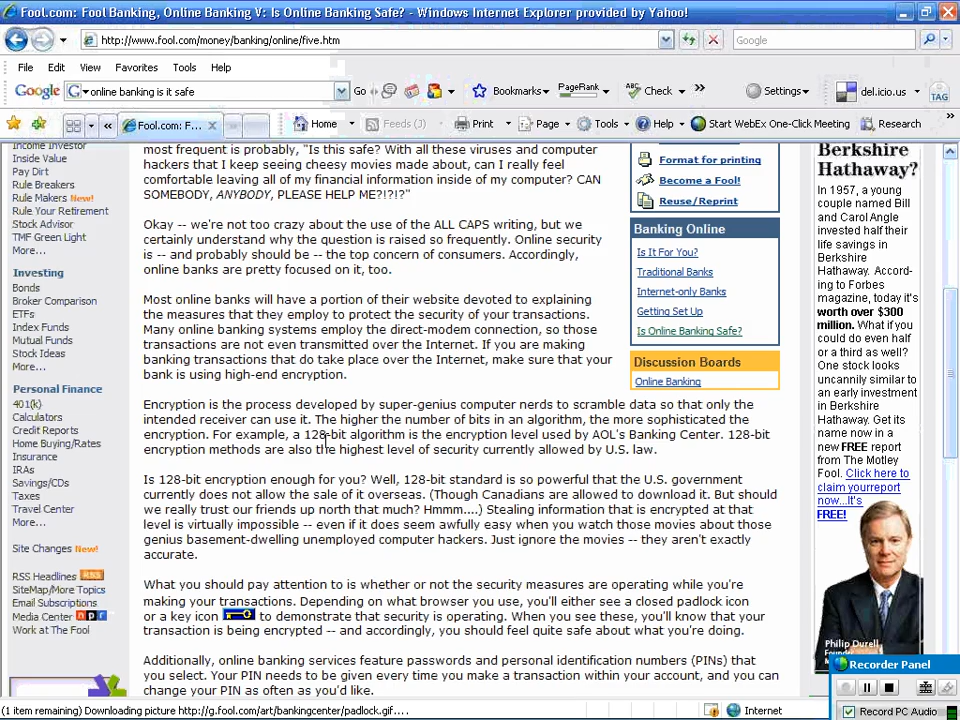 Fool.com: Fool Banking, Online Banking V: Is Online Banking Safe? - Windows Internet Explorer provided by Yahoo!
http://www.fool.com/money/banking/online/five.htm
Google
File Edit View Favorites Tools Help
Google
online banking is it safe
Go
Bookmarks
PageRank
Check
Settings
del.icio.us
TAG
Fool.com: F...
Home
Feeds (J)
Print
Page
Tools
Help
Start WebEx One-Click Meeting
Research
Income Investor
Inside Value
Pay Dirt
Rule Breakers
Rule Makers New!
Rule Your Retirement
Stock Advisor
TMF Green Light
More...
Investing
Bonds
Broker Comparison
ETFs
Index Funds
Mutual Funds
Stock Ideas
More...
Personal Finance
401(k)
Calculators
Credit Reports
Home Buying/Rates
Insurance
IRAs
Savings/CDs
Taxes
Travel Center
More...
Site Changes New!
RSS Headlines RSS
SiteMap/More Topics
Email Subscriptions
Media Center npr
Work at The Fool
most frequent is probably, "Is this safe? With all these viruses and computer
hackers that I keep seeing cheesy movies made about, can I really feel
comfortable leaving all of my financial information inside of my computer? CAN
SOMEBODY, ANYBODY, PLEASE HELP ME?!?!?"
Okay -- we're not too crazy about the use of the ALL CAPS writing, but we
certainly understand why the question is raised so frequently. Online security
is -- and probably should be -- the top concern of consumers. Accordingly,
online banks are pretty focused on it, too.
Most online banks will have a portion of their website devoted to explaining
the measures that they employ to protect the security of your transactions.
Many online banking systems employ the direct-modem connection, so those
transactions are not even transmitted over the Internet. If you are making
banking transactions that do take place over the Internet, make sure that your
bank is using high-end encryption.
Encryption is the process developed by super-genius computer nerds to scramble data so that only the
intended receiver can use it. The higher the number of bits in an algorithm, the more sophisticated the
encryption. For example, a 128-bit algorithm is the encryption level used by AOL's Banking Center. 128-bit
encryption methods are also the highest level of security currently allowed by U.S. law.
Is 128-bit encryption enough for you? Well, 128-bit standard is so powerful that the U.S. government
currently does not allow the sale of it overseas. (Though Canadians are allowed to download it. But should
we really trust our friends up north that much? Hmmm....) Stealing information that is encrypted at that
level is virtually impossible -- even if it does seem awfully easy when you watch those movies about those
genius basement-dwelling unemployed computer hackers. Just ignore the movies -- they aren't exactly
accurate.
What you should pay attention to is whether or not the security measures are operating while you're
making your transactions. Depending on what browser you use, you'll either see a closed padlock icon
or a key icon to demonstrate that security is operating. When you see these, you'll know that your
transaction is being encrypted -- and accordingly, you should feel quite safe about what you're doing.
Additionally, online banking services feature passwords and personal identification numbers (PINs) that
you select. Your PIN needs to be given every time you make a transaction within your account, and you can
change your PIN as often as you'd like.
Format for printing
Become a Fool!
Reuse/Reprint
Banking Online
Is It For You?
Traditional Banks
Internet-only Banks
Getting Set Up
Is Online Banking Safe?
Discussion Boards
Online Banking
Berkshire
Hathaway?
In 1957, a young
couple named Bill
and Carol Angle
invested half their
life savings in
Berkshire
Hathaway. Accord-
ing to Forbes
magazine, today it's
worth over $300
million. What if you
could do even half
or a third as well?
One stock looks
uncannily similar to
an early investment
in Berkshire
Hathaway. Get its
name now in a
new FREE report
from The Motley
Fool. Click here to
claim yourreport
now...It's
FREE!
Philip Durell
Recorder Panel
Record PC Audio
(1 item remaining) Downloading picture http://g.fool.com/art/bankingcenter/padlock.gif...
Internet